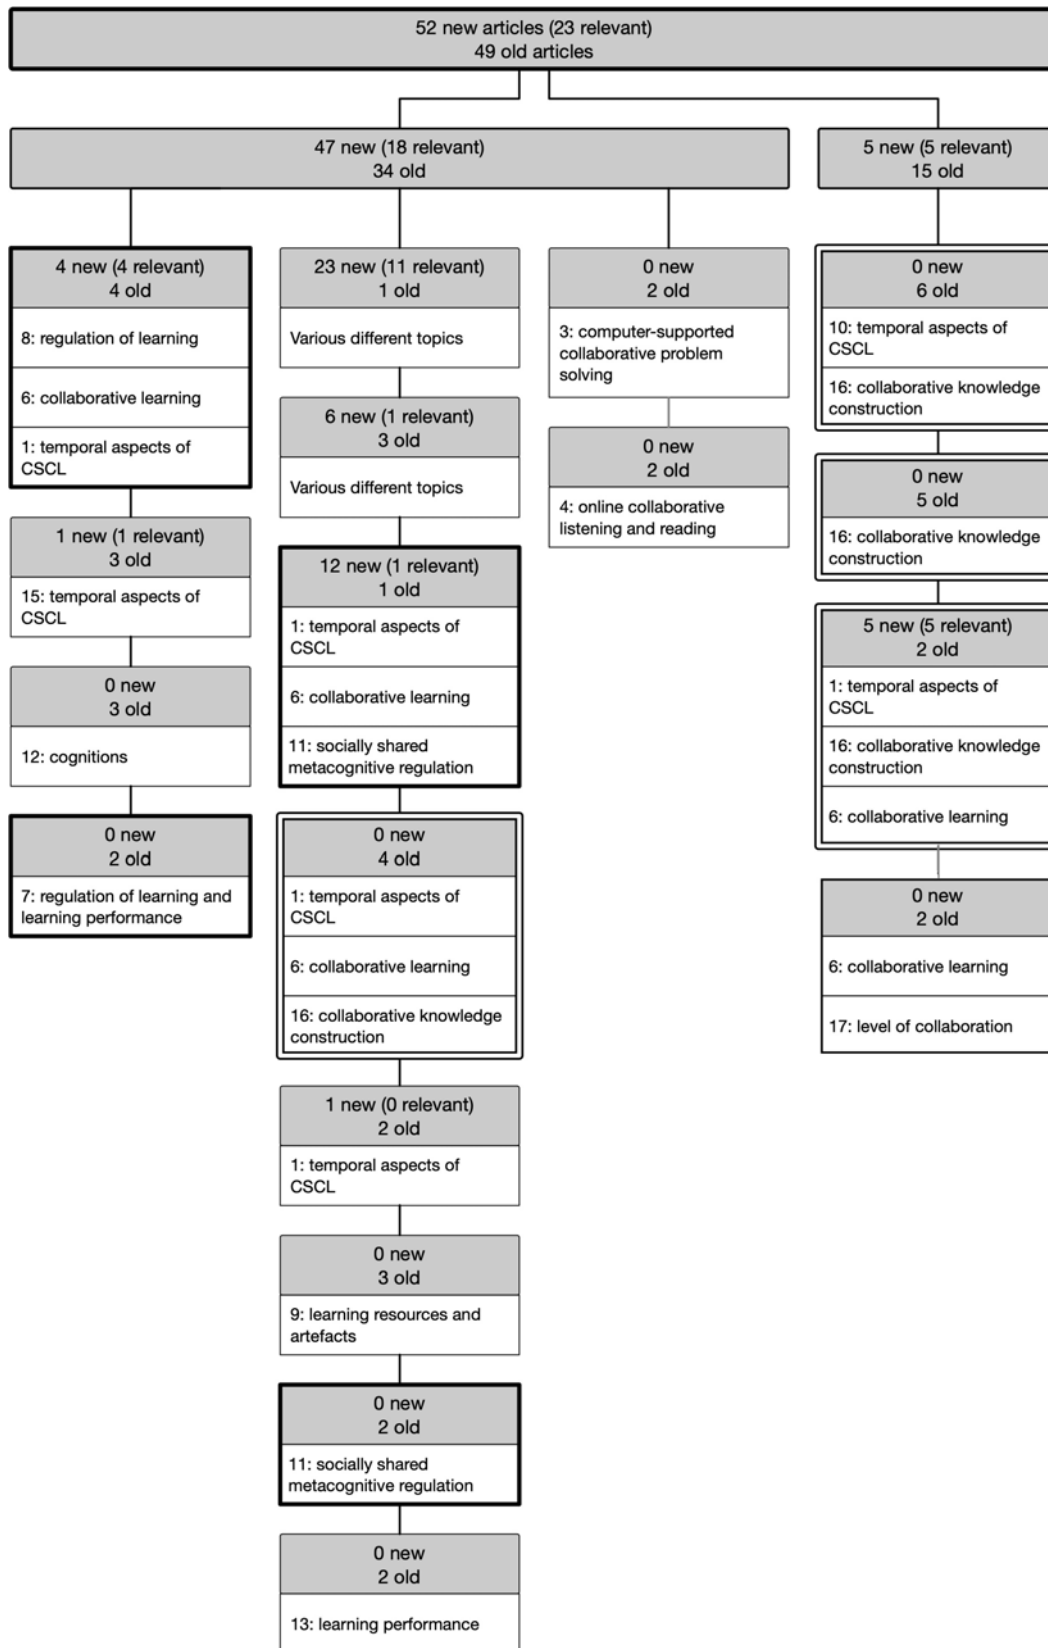 52 new articles (23 relevant)
49 old articles
47 new (18 relevant)
34 old
5 new (5 relevant)
15 old
4 new (4 relevant)
4 old
8: regulation of learning
6: collaborative learning
1: temporal aspects of
CSCL
1 new (1 relevant)
3 old
15: temporal aspects of
CSCL
0 new
3 old
12: cognitions
0 new
2 old
7: regulation of learning and
learning performance
23 new (11 relevant)
1 old
Various different topics
6 new (1 relevant)
3 old
Various different topics
12 new (1 relevant)
1 old
1: temporal aspects of
CSCL
6: collaborative learning
11: socially shared
metacognitive regulation
0 new
4 old
1: temporal aspects of
CSCL
6: collaborative learning
16: collaborative knowledge
construction
1 new (0 relevant)
2 old
1: temporal aspects of
CSCL
0 new
3 old
9: learning resources and
artefacts
0 new
2 old
11: socially shared
metacognitive regulation
0 new
2 old
13: learning performance
0 new
2 old
3: computer-supported
collaborative problem
solving
0 new
2 old
4: online collaborative
listening and reading
0 new
6 old
10: temporal aspects of
CSCL
16: collaborative knowledge
construction
0 new
5 old
16: collaborative knowledge
construction
5 new (5 relevant)
2 old
1: temporal aspects of
CSCL
16: collaborative knowledge
construction
6: collaborative learning
0 new
2 old
6: collaborative learning
17: level of collaboration